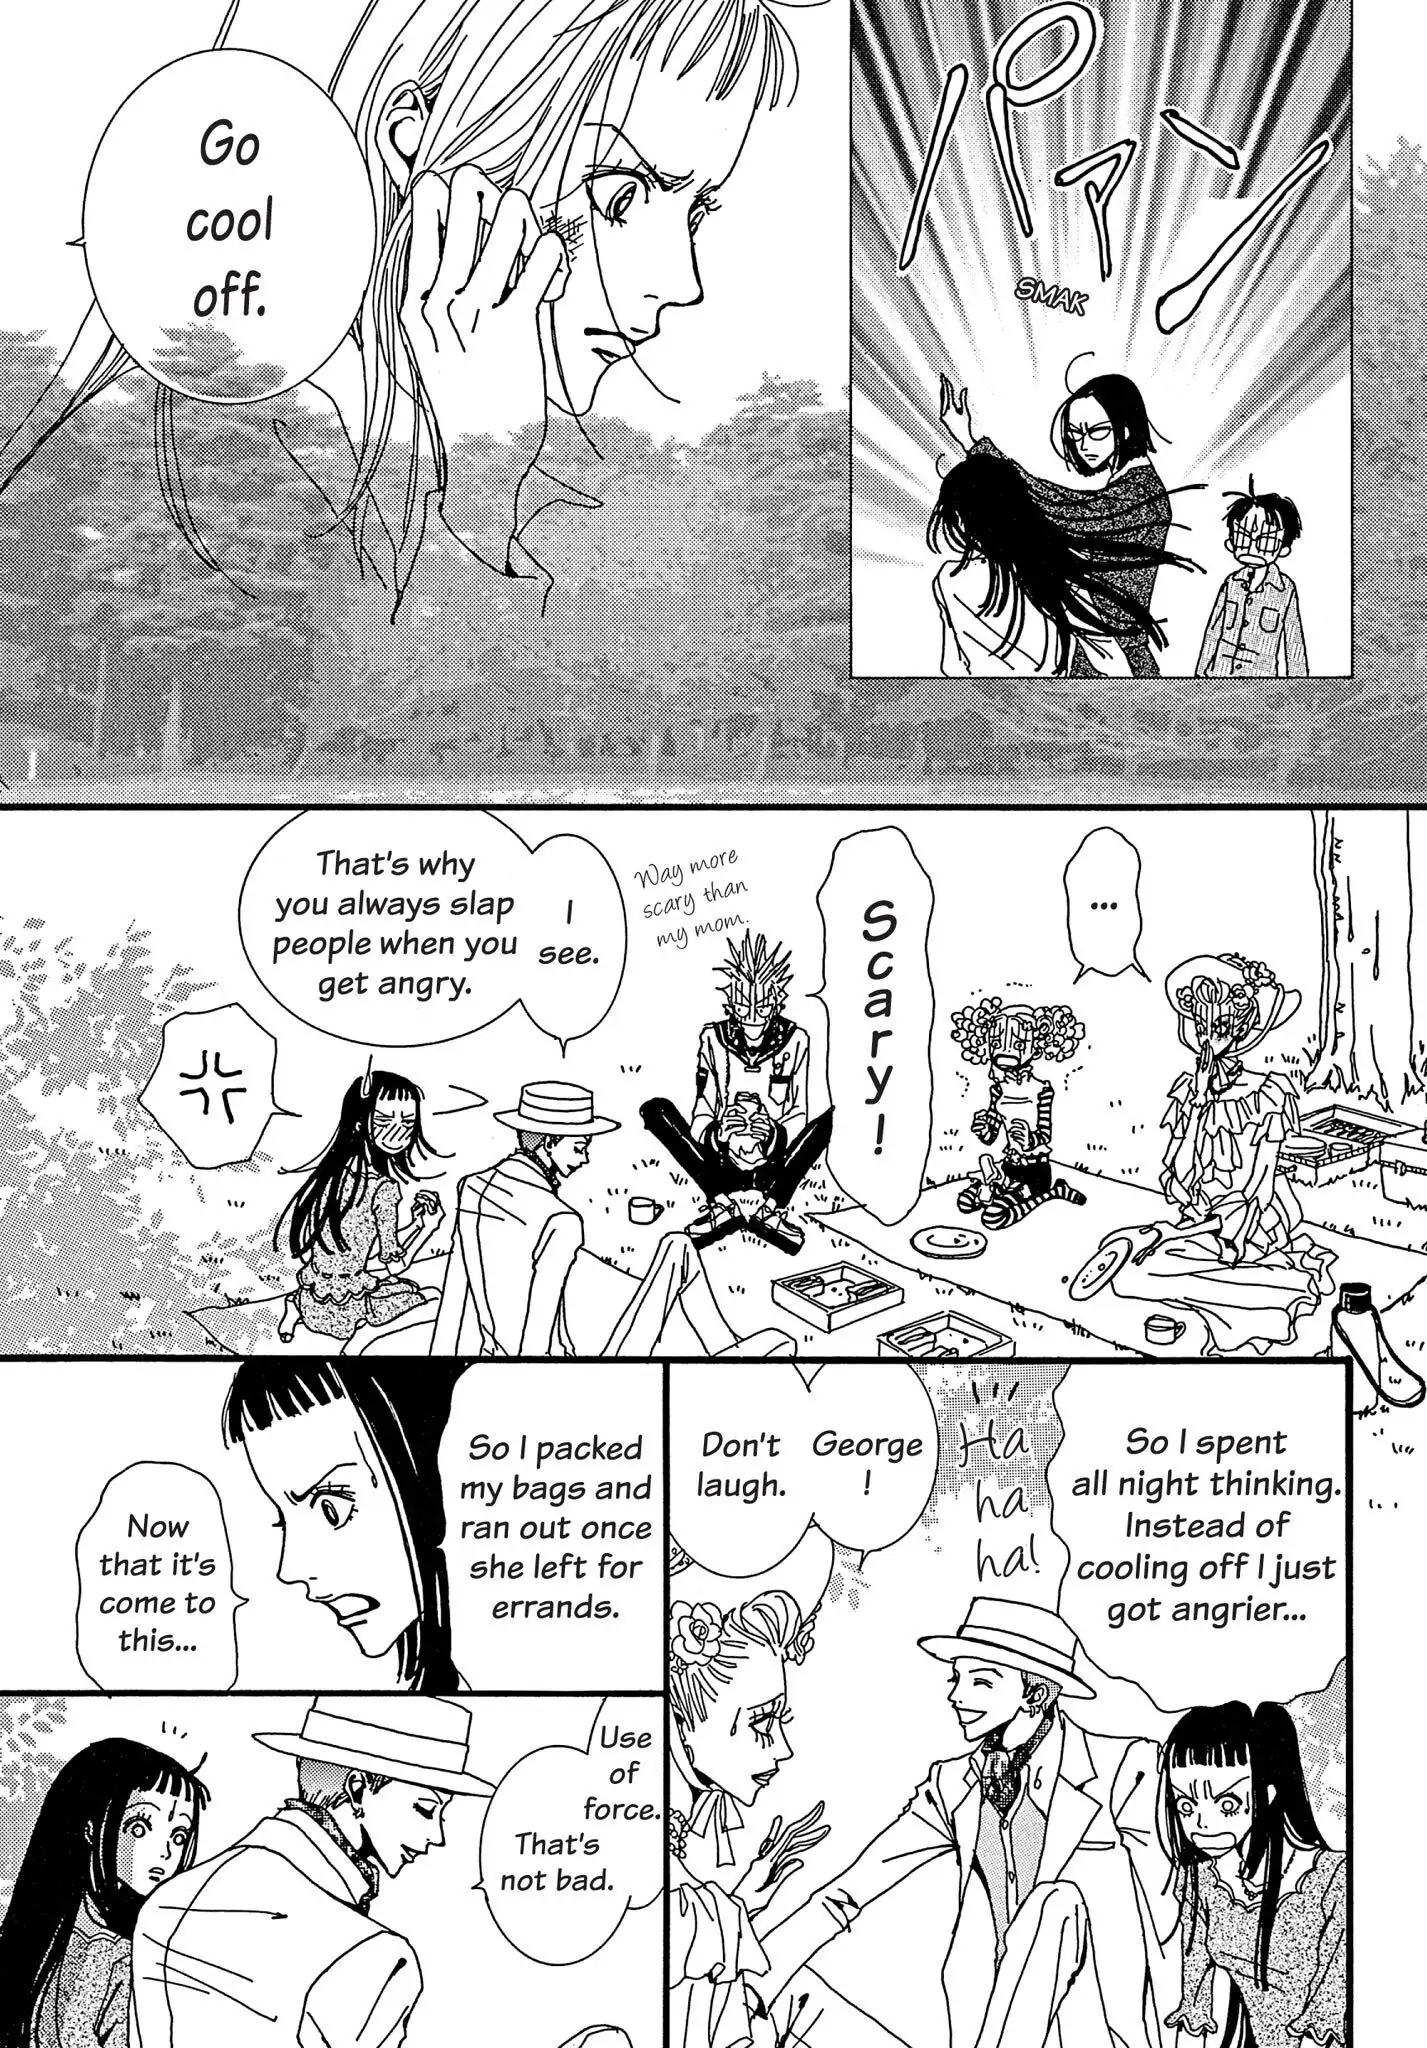 パアン
SMAK
Go
cool
off.
...
Scary!
Way more
scary than
my mom.
I
see.
That's why
you always slap
people when you
get angry.
So I spent
all night thinking.
Instead of
cooling off I just
got angrier...
Ha
ha
ha!
George
!
Don't
laugh.
So I packed
my bags and
ran out once
she left for
errands.
Now
that it's
come to
this...
Use
of
force.
That's
not bad.